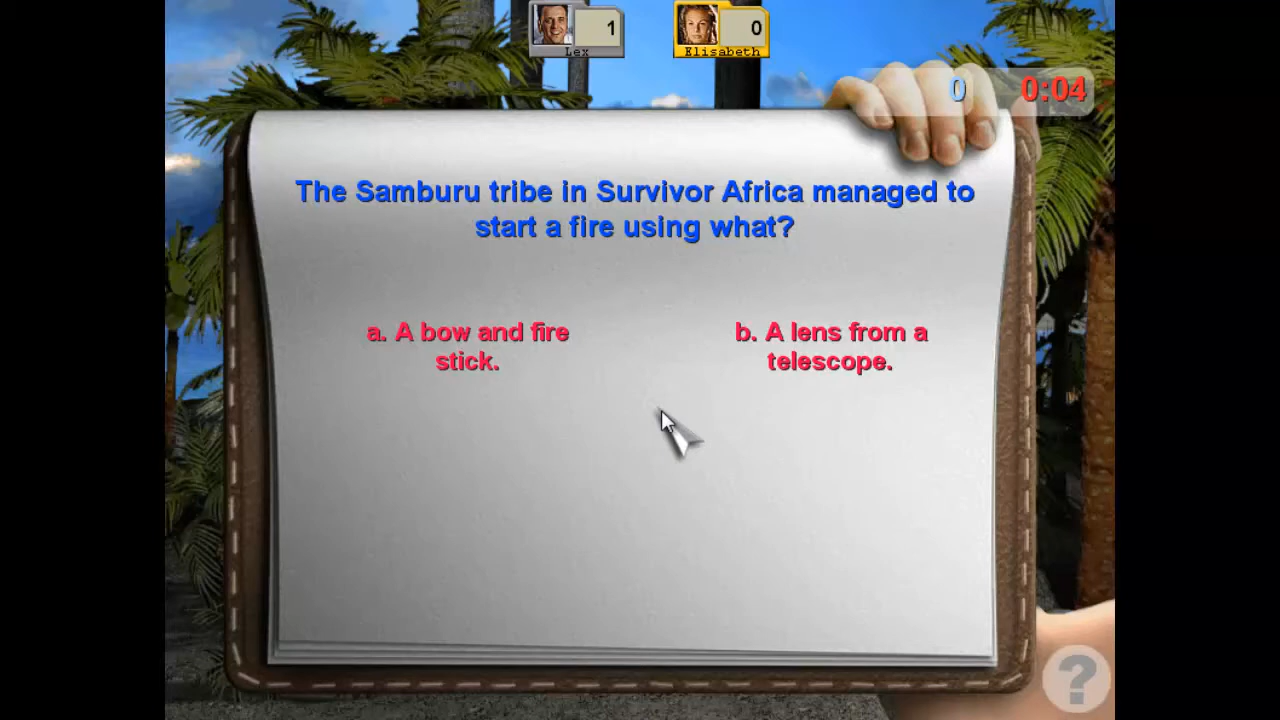 1
0
Lex
Elisabeth
0
0:04
The Samburu tribe in Survivor Africa managed to
start a fire using what?
a. A bow and fire
stick.
b. A lens from a
telescope.
?